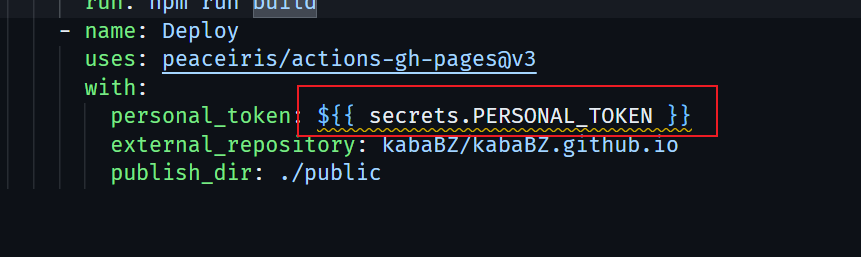 run: npm run build
- name: Deploy
uses: peaceiris/actions-gh-pages@v3
with:
personal_token: ${{ secrets.PERSONAL_TOKEN }}
external_repository: kabaBZ/kabaBZ.github.io
publish_dir: ./public